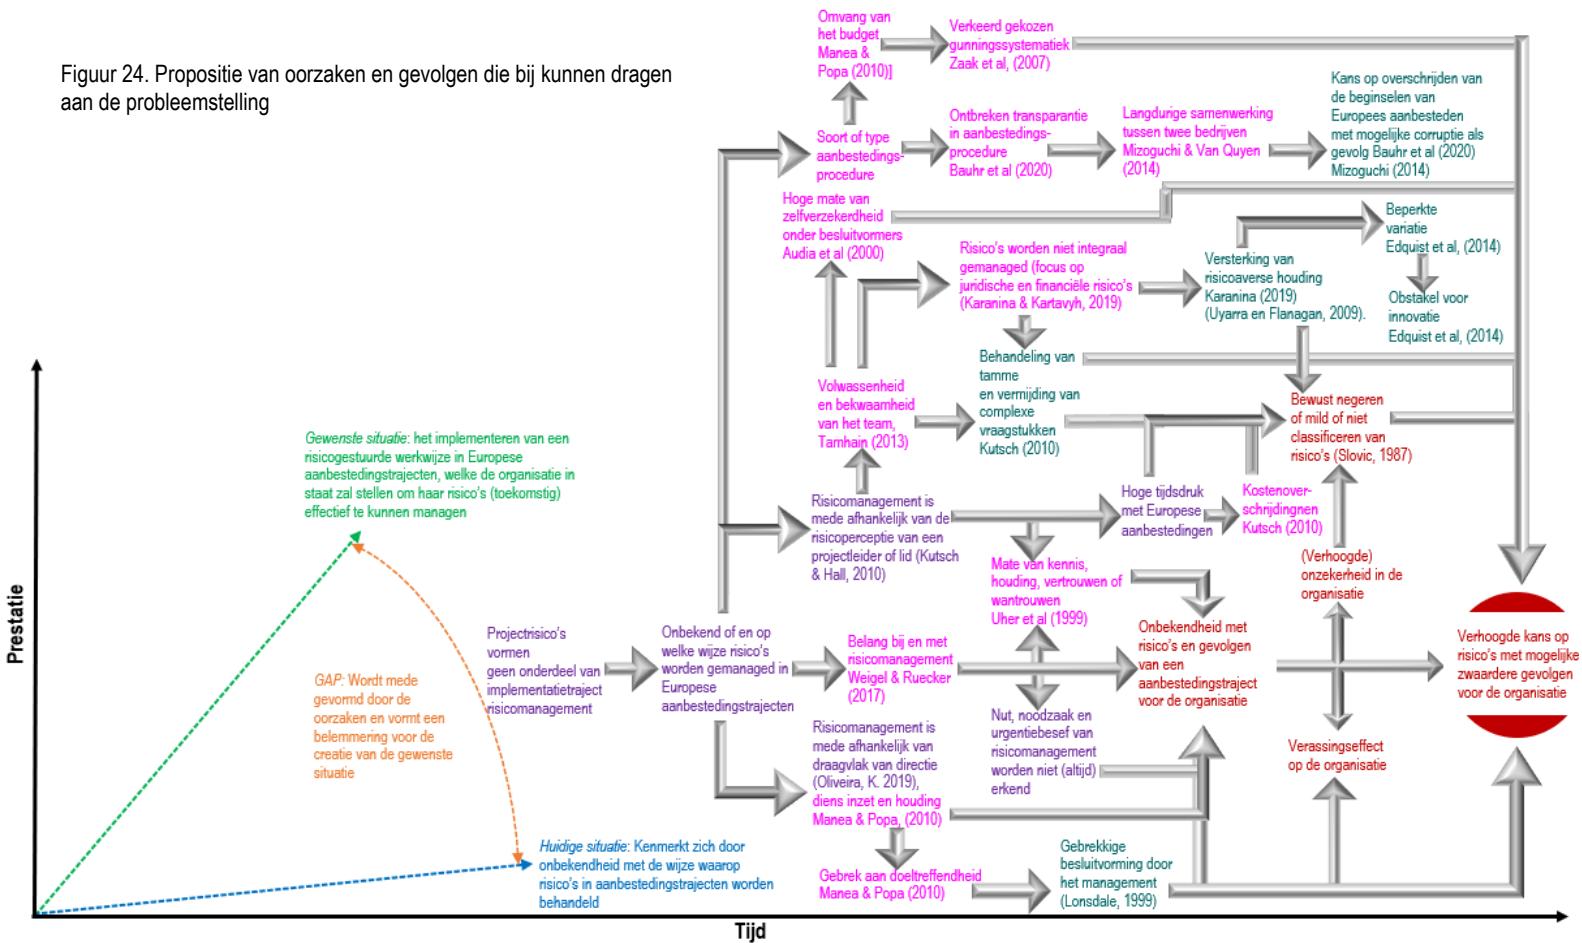 Figuur 24. Propositie van oorzaken en gevolgen die bij kunnen dragen
aan de probleemstelling
Omvang van
het budget
Manea &
Popa (2010)]
Verkeerd gekozen
gunningssystematiek
Zaak et al, (2007)
Soort of type
aanbestedings-
procedure
Ontbreken transparantie
in aanbestedings-
procedure
Bauhr et al (2020)
Langdurige samenwerking
tussen twee bedrijven
Mizoguchi & Van Quyen
(2014)
Kans op overschrijden van
de beginselen van
Europees aanbesteden
met mogelijke corruptie als
gevolg Bauhr et al (2020)
Mizoguchi (2014)
Hoge mate van
zelfverzekerdheid
onder besluitvormers
Audia et al (2000)
Risico's worden niet integraal
gemanaged (focus op
juridische en financiële risico's
(Karanina & Kartavyh, 2019)
Versterking van
risicoaverse houding
Karanina (2019)
(Uyarra en Flanagan, 2009).
Beperkte
variatie
Edquist et al, (2014)
Obstakel voor
innovatie
Edquist et al, (2014)
Behandeling van
tamme
en vermijding van
complexe
vraagstukken
Kutsch (2010)
Volwassenheid
en bekwaamheid
van het team,
Tamhain (2013)
Bewust negeren
of mild of niet
classificeren van
risico's (Slovic, 1987)
Gewenste situatie: het implementeren van een
risicogestuurde werkwijze in Europese
aanbestedingstrajecten, welke de organisatie in
staat zal stellen om haar risico's (toekomstig)
effectief te kunnen managen
Risicomanagement is
mede afhankelijk van de
risicoperceptie van een
projectleider of lid (Kutsch
& Hall, 2010)
Hoge tijdsdruk
met Europese
aanbestedingen
Kostenover-
schrijdingnen
Kutsch (2010)
Mate van kennis,
houding, vertrouwen of
wantrouwen
Uher et al (1999)
(Verhoogde)
onzekerheid in de
organisatie
Prestatie
Projectrisico's
vormen
geen onderdeel van
implementatietraject
risicomanagement
Onbekend of en op
welke wijze risico's
worden gemanaged in
Europese
aanbestedingstrajecten
Belang bij en met
risicomanagement
Weigel & Ruecker
(2017)
Onbekendheid met
risico's en gevolgen
van een
aanbestedingstraject
voor de organisatie
Verhoogde kans op
risico's met mogelijke
zwaardere gevolgen
voor de organisatie
GAP: Wordt mede
gevormd door de
oorzaken en vormt een
belemmering voor de
creatie van de gewenste
situatie
Risicomanagement is
mede afhankelijk van
draagvlak van directie
(Oliveira, K. 2019),
diens inzet en houding
Manea & Popa, (2010)
Nut, noodzaak en
urgentiebesef van
risicomanagement
worden niet (altijd)
erkend
Verassingseffect
op de organisatie
Huidige situatie: Kenmerkt zich door
onbekendheid met de wijze waarop
risico's in aanbestedingstrajecten worden
behandeld
Gebrek aan doeltreffendheid
Manea & Popa (2010)
Gebrekkige
besluitvorming door
het management
(Lonsdale, 1999)
Tijd